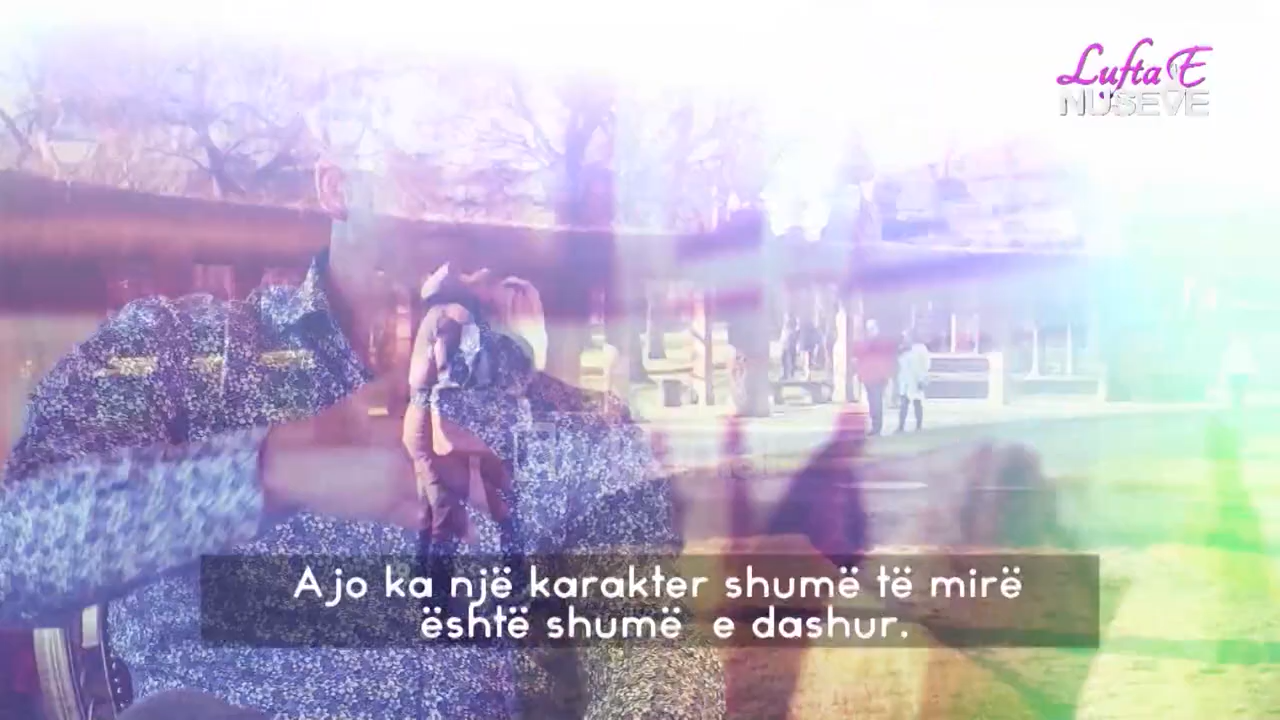 Lufta E
NUSEVE
Ajo ka një karakter shumë të mirë
është shumë e dashur.